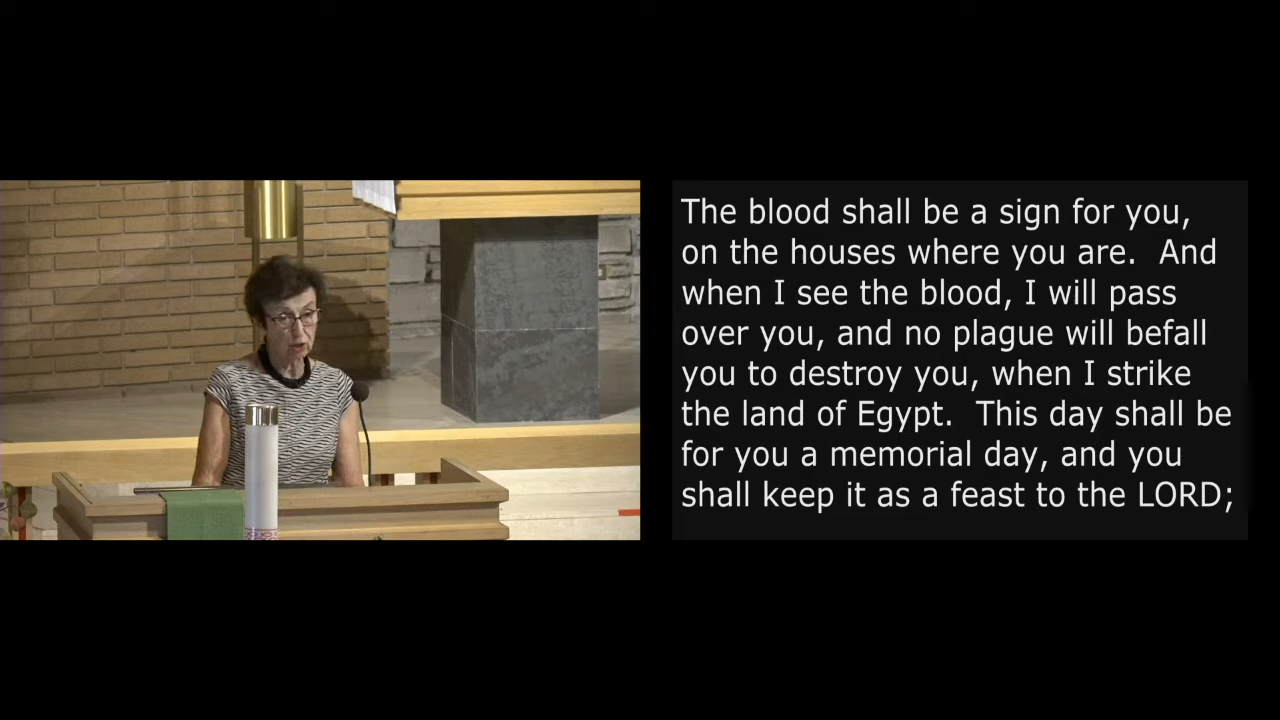 The blood shall be a sign for you,
on the houses where you are.  And
when I see the blood, I will pass
over you, and no plague will befall
you to destroy you, when I strike
the land of Egypt.  This day shall be
for you a memorial day, and you
shall keep it as a feast to the LORD;